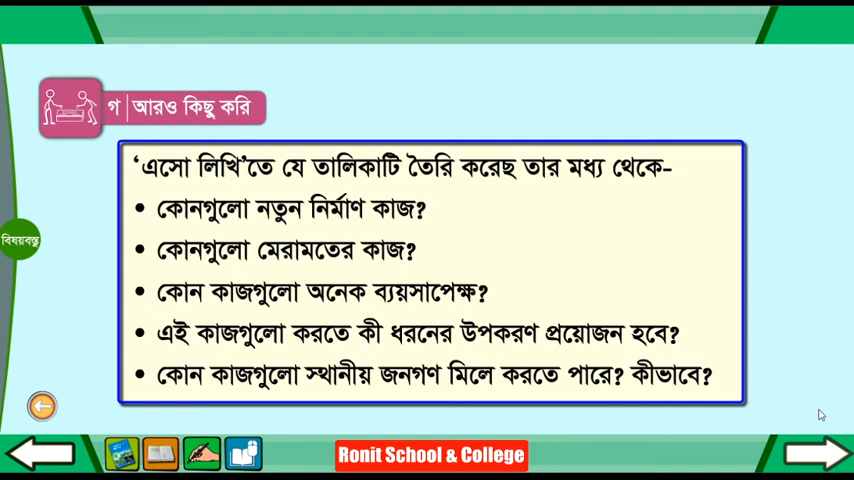 গ | আরও কিছু করি
‘এসো লিখি’তে যে তালিকাটি তৈরি করেছ তার মধ্য থেকে-
• কোনগুলো নতুন নির্মাণ কাজ?
• কোনগুলো মেরামতের কাজ?
বিষয়বস্তু
• কোন কাজগুলো অনেক ব্যয়সাপেক্ষ?
• এই কাজগুলো করতে কী ধরনের উপকরণ প্রয়োজন হবে?
• কোন কাজগুলো স্থানীয় জনগণ মিলে করতে পারে? কীভাবে?
Ronit School & College